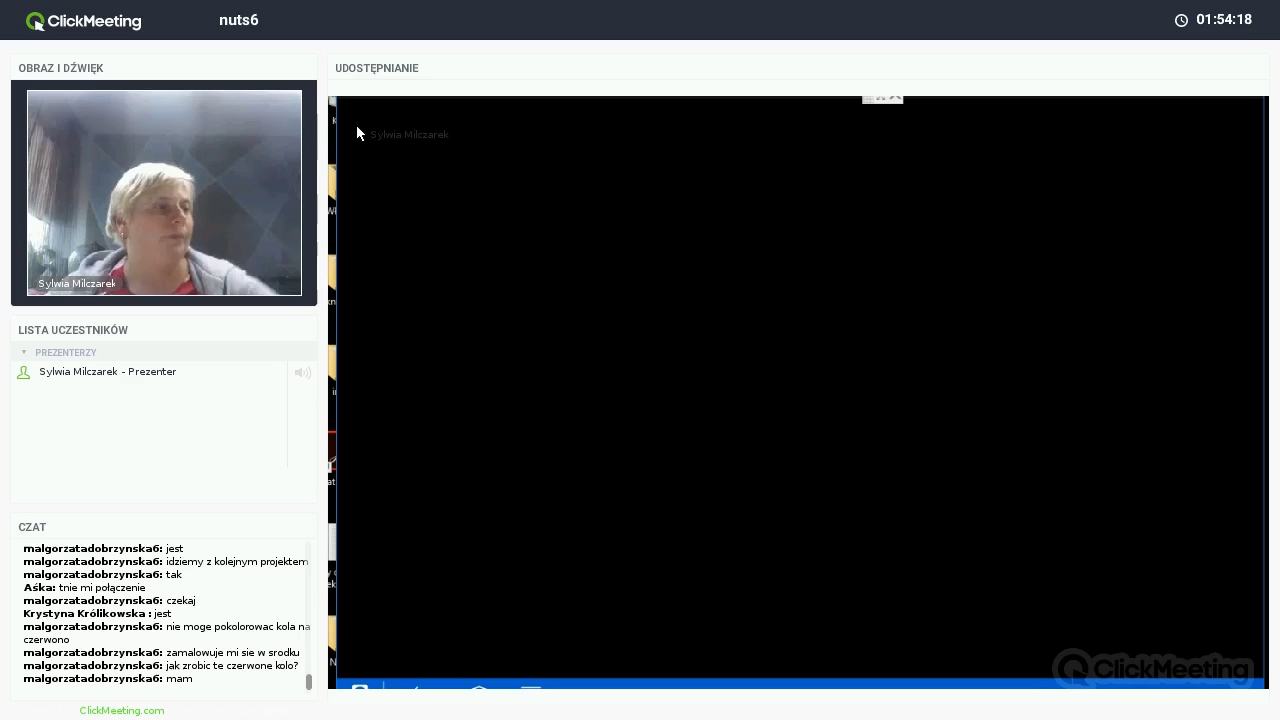 ClickMeeting
nuts6
01:54:18
OBRAZ I DŹWIĘK
Sylwia Milczarek
LISTA UCZESTNIKÓW
PREZENTERZY
Sylwia Milczarek - Prezenter
CZAT
malgorzatadobrzynska6: jest
malgorzatadobrzynska6: idziemy z kolejnym projektem
malgorzatadobrzynska6: tak
Aśka: tnie mi połączenie
malgorzatadobrzynska6: czekaj
Krystyna Królikowska : jest
malgorzatadobrzynska6: nie moge pokolorowac kola na
czerwono
malgorzatadobrzynska6: zamalowuje mi sie w srodku
malgorzatadobrzynska6: jak zrobic te czerwone kolo?
malgorzatadobrzynska6: mam
ClickMeeting.com
UDOSTĘPNIANIE
Sylwia Milczarek
ClickMeeting